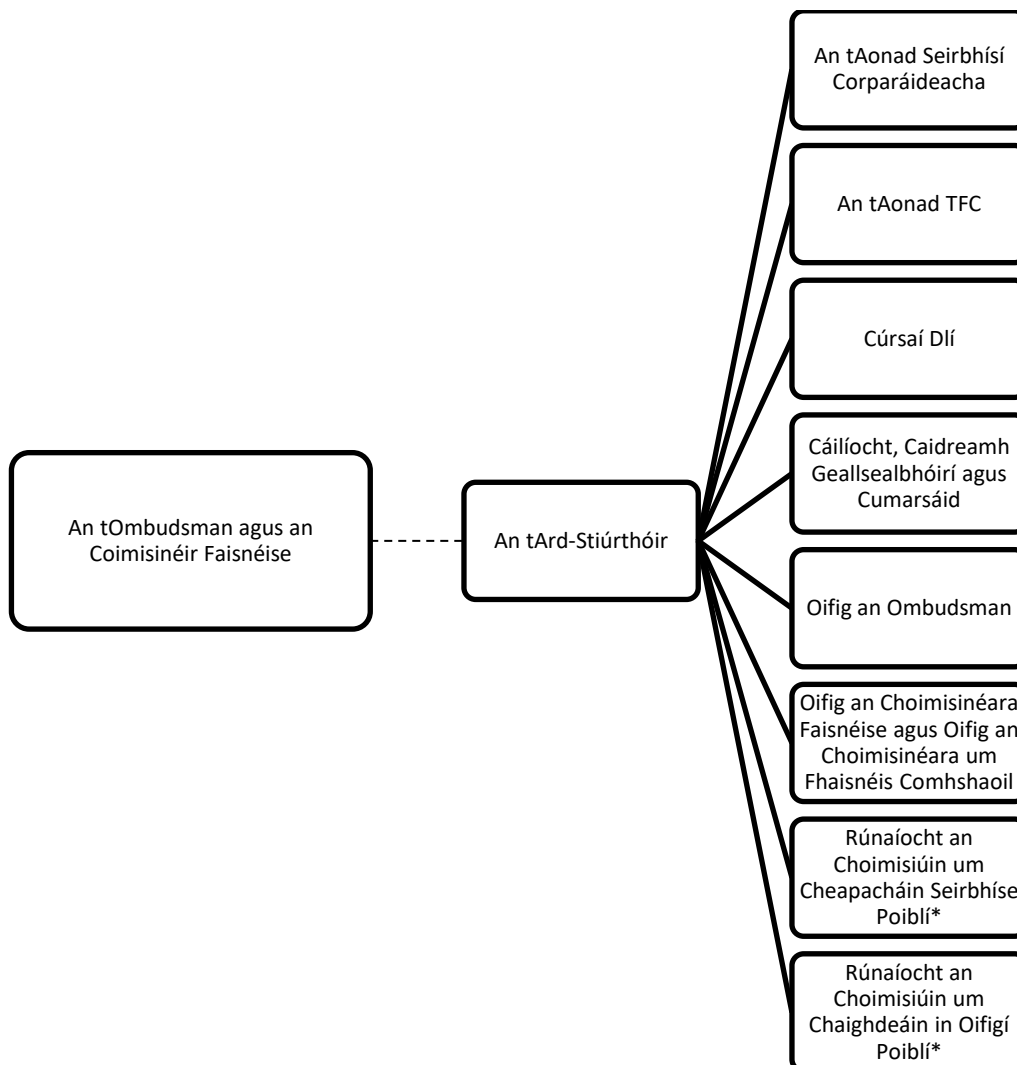 An tOmbudsman agus an
Coimisinéir Faisnéise
An tArd-Stiúrthóir
An tAonad Seirbhísí
Corparáideacha
An tAonad TFC
Cúrsaí Dlí
Cáilíocht, Caidreamh
Geallsealbhóirí agus
Cumarsáid
Oifig an Ombudsman
Oifig an Choimisinéara
Faisnéise agus Oifig an
Choimisinéara um
Fhaisnéis Comhshaoil
Rúnaíocht an
Choimisiúin um
Cheapacháin Seirbhíse
Poiblí*
Rúnaíocht an
Choimisiúin um
Chaighdeáin in Oifigí
Poiblí*